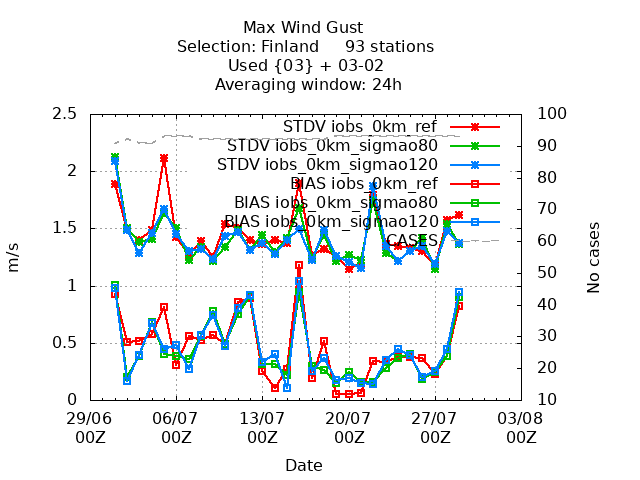 Max Wind Gust
Selection: Finland 93 stations
Used {03} + 03-02
Averaging window: 24h
2.5
2
1.5
1
0.5
0
m/s
100
90
80
70
60
50
40
30
20
10
No cases
STDV iobs_0km_ref
STDV iobs_0km_sigmao80
STDV iobs_0km_sigmao120
BIAS iobs_0km_ref
BIAS iobs_0km_sigmao80
BIAS iobs_0km_sigmao120
CASES
29/06 06/07 13/07 20/07 27/07 03/08
00Z 00Z 00Z 00Z 00Z 00Z
Date